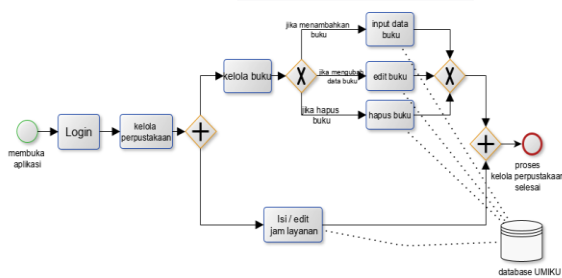 jika menambahkan
buku
input data
buku
kelola buku
jika mengubah
data buku
edit buku
jika hapus
buku
hapus buku
Login
kelola
perpustakaan
membuka
aplikasi
proses
kelola perpustakaan
selesai
Isi / edit
jam layanan
database UMIKU